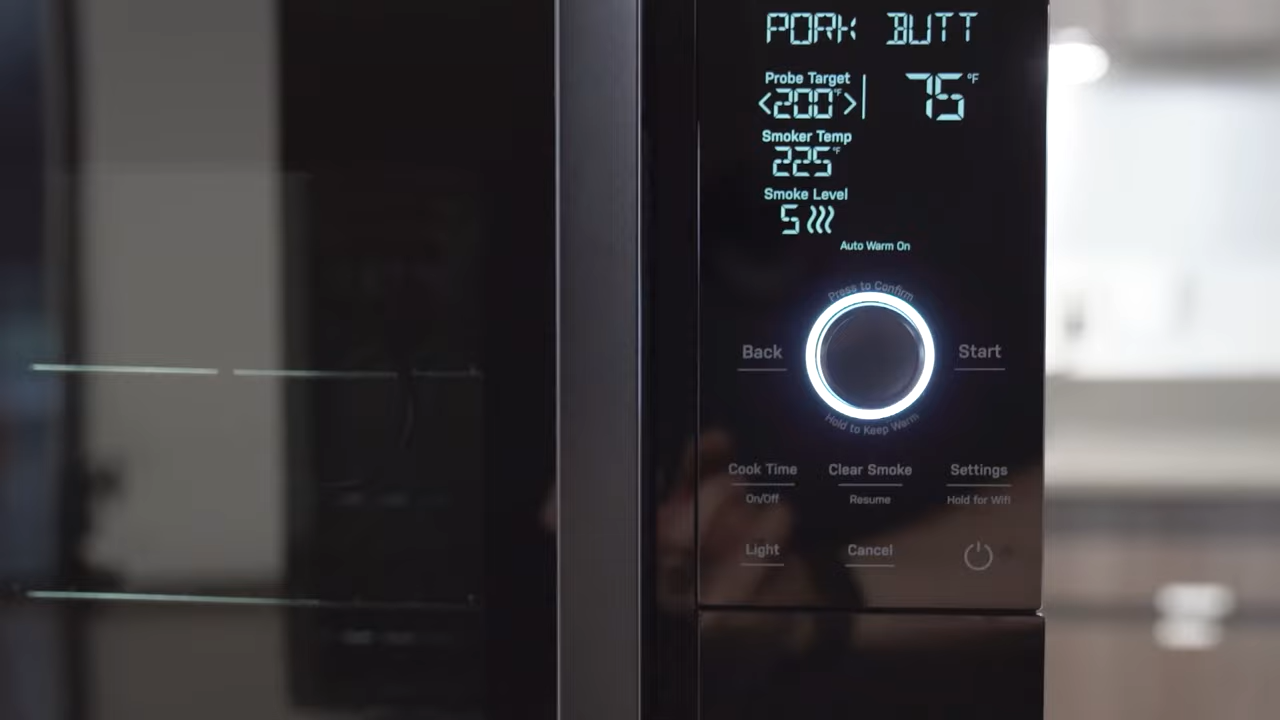 PORK BUTT
Probe Target
<200°F> 75°F
Smoker Temp
225°F
Smoke Level
5
Auto Warm On
Press to Confirm
Back Start
Hold to Keep Warm
Cook Time Clear Smoke Settings
On/Off Resume Hold for Wifi
Light Cancel